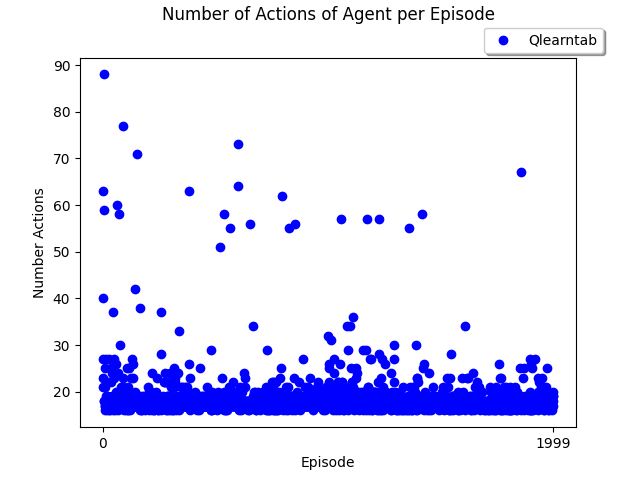 Number of Actions of Agent per Episode
Qlearntab
90
80
70
60
50
40
30
20
Number Actions
0
1999
Episode